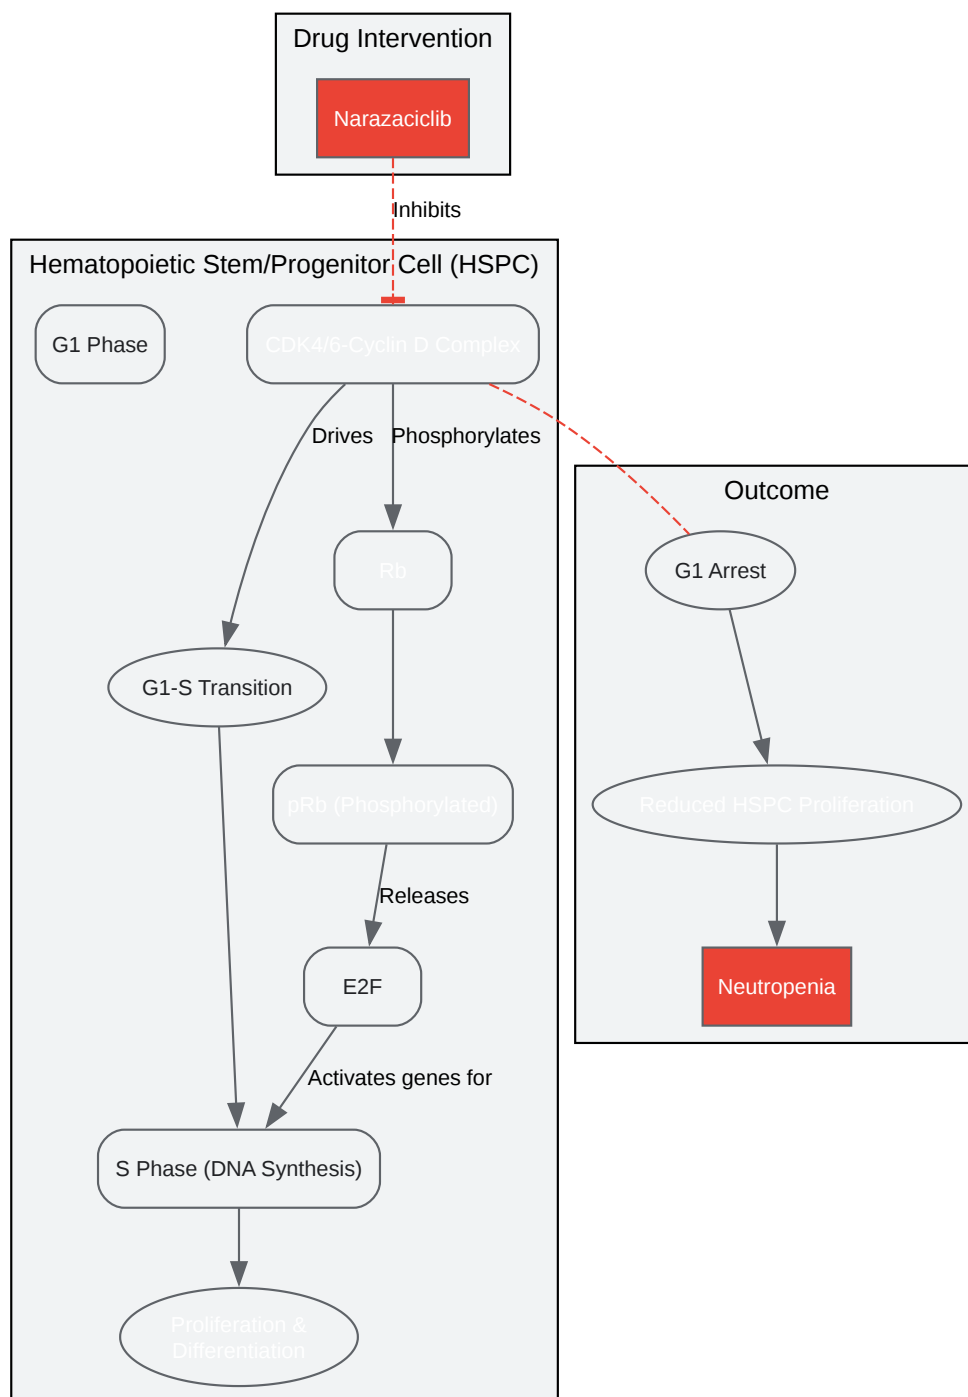 Drug Intervention
Narazaciclib
Inhibits
Hematopoietic Stem/Progenitor Cell (HSPC)
G1 Phase
CDK4/6-Cyclin D Complex
Drives
Phosphorylates
Outcome
Rb
G1 Arrest
G1-S Transition
pRb (Phosphorylated)
Reduced HSPC Proliferation
Releases
E2F
Neutropenia
Activates genes for
S Phase (DNA Synthesis)
Proliferation &
Differentiation